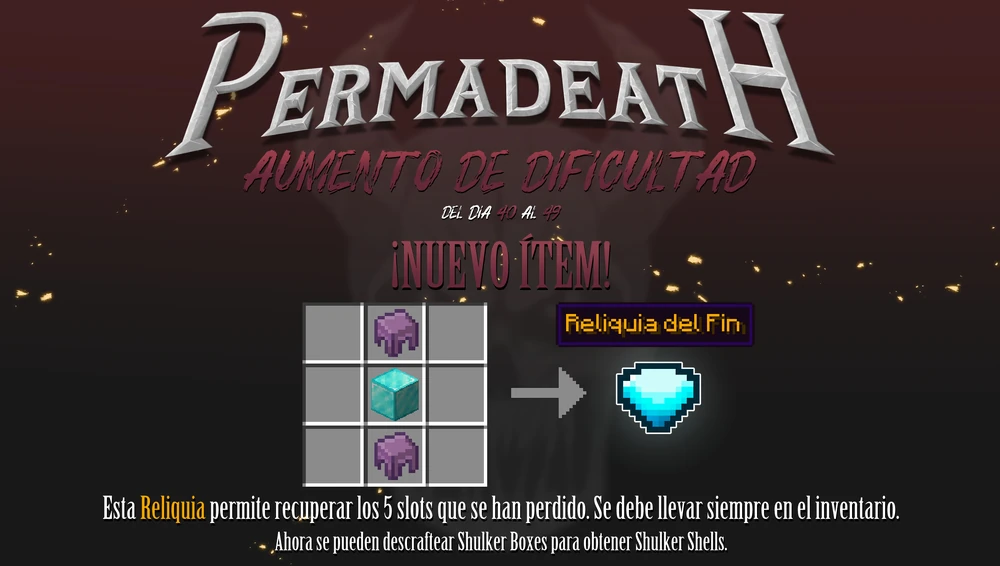 PERMADEATH
AUMENTO DE DIFICULTAD
DEL DÍA 40 AL 49
¡NUEVO ÍTEM!
Reliquia del Fin
Esta Reliquia permite recuperar los 5 slots que se han perdido. Se debe llevar siempre en el inventario.
Ahora se pueden descraftear Shulker Boxes para obtener Shulker Shells.